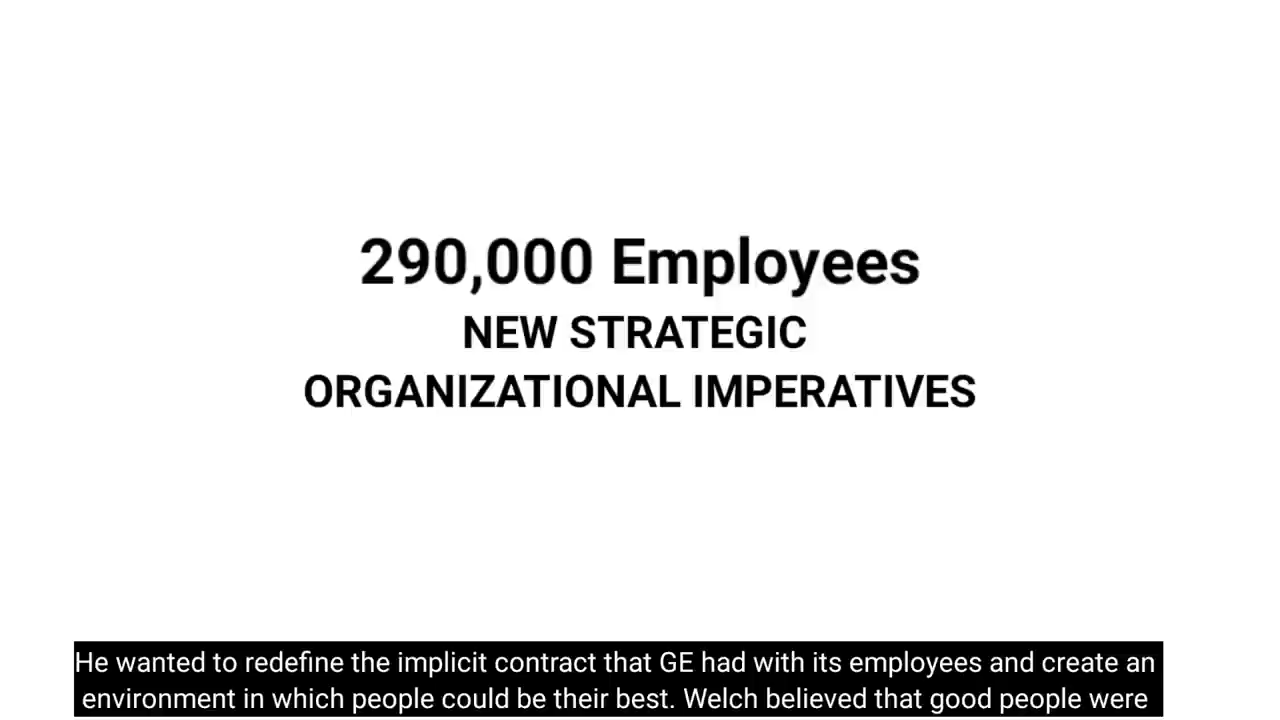 290,000 Employees
NEW STRATEGIC
ORGANIZATIONAL IMPERATIVES
He wanted to redefine the implicit contract that GE had with its employees and create an
environment in which people could be their best. Welch believed that good people were